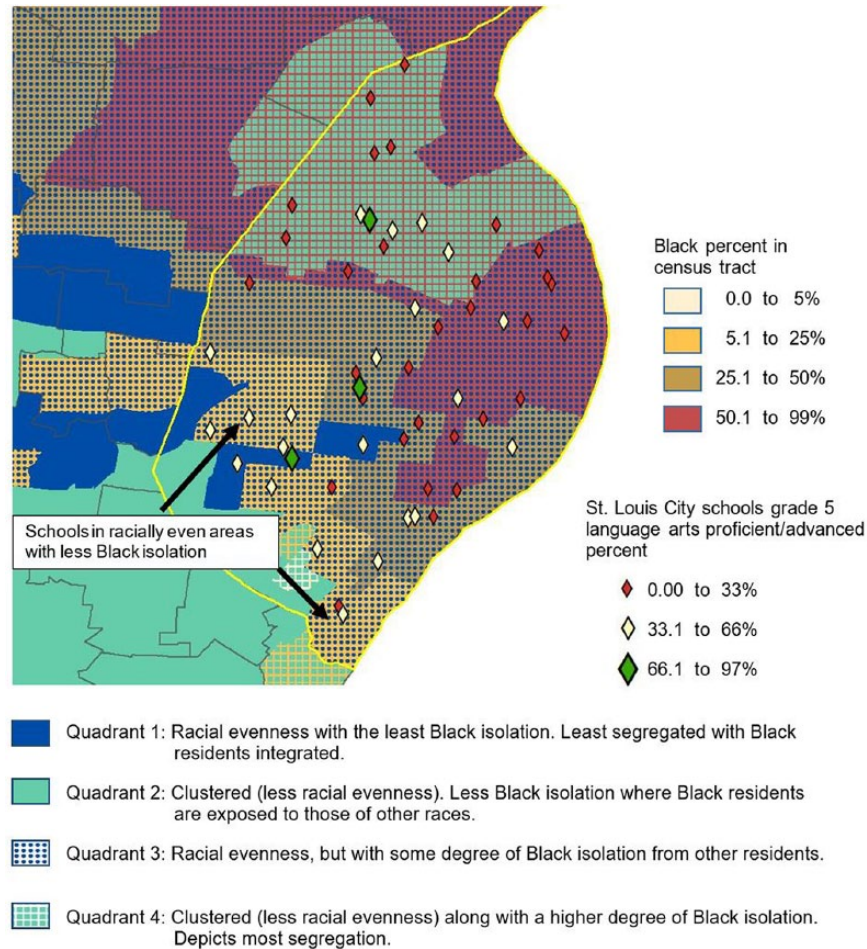 Black percent in
census tract
0.0 to 5%
5.1 to 25%
25.1 to 50%
50.1 to 99%
St. Louis City schools grade 5
language arts proficient/advanced
percent
0.00 to 33%
33.1 to 66%
66.1 to 97%
Schools in racially even areas
with less Black isolation
Quadrant 1: Racial evenness with the least Black isolation. Least segregated with Black
residents integrated.
Quadrant 2: Clustered (less racial evenness). Less Black isolation where Black residents
are exposed to those of other races.
Quadrant 3: Racial evenness, but with some degree of Black isolation from other residents.
Quadrant 4: Clustered (less racial evenness) along with a higher degree of Black isolation.
Depicts most segregation.